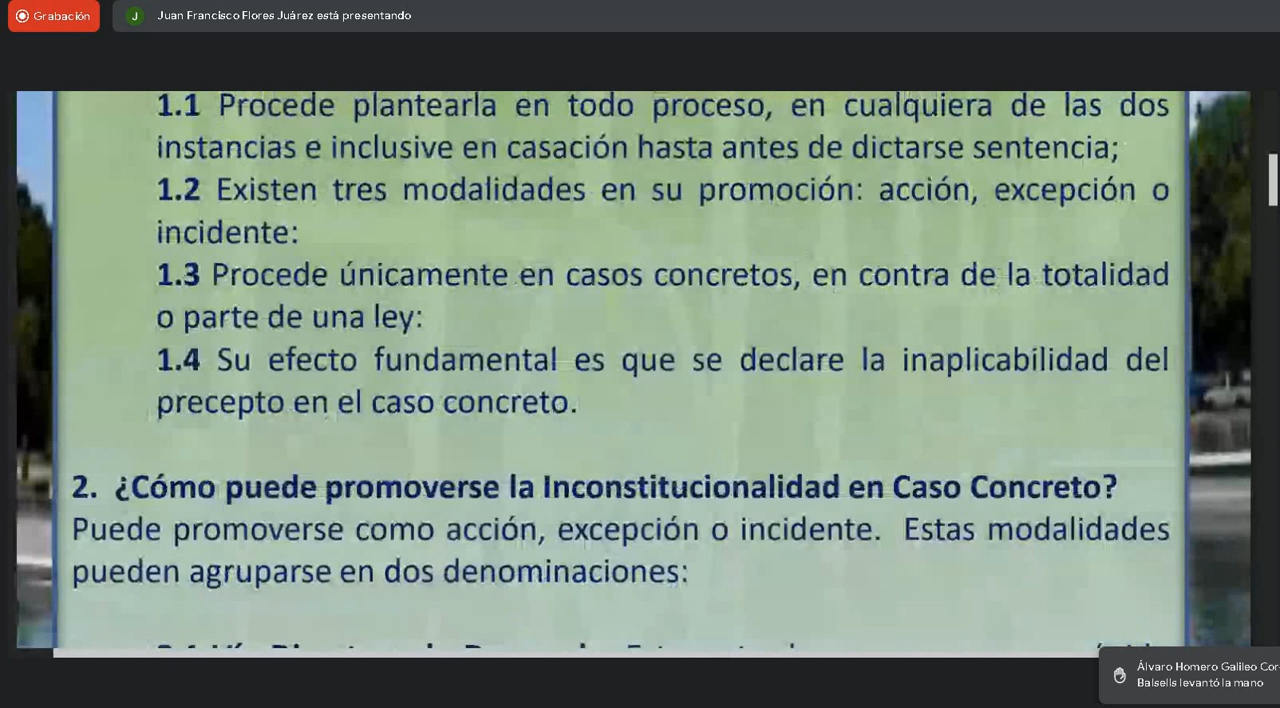 Grabación
J
Juan Francisco Flores Juárez está presentando
1.1 Procede plantearla en todo proceso, en cualquiera de las dos
instancias e inclusive en casación hasta antes de dictarse sentencia;
1.2 Existen tres modalidades en su promoción: acción, excepción o
incidente:
1.3 Procede únicamente en casos concretos, en contra de la totalidad
o parte de una ley:
1.4 Su efecto fundamental es que se declare la inaplicabilidad del
precepto en el caso concreto.
2. ¿Cómo puede promoverse la Inconstitucionalidad en Caso Concreto?
Puede promoverse como acción, excepción o incidente. Estas modalidades
pueden agruparse en dos denominaciones:
Álvaro Homero Galileo Cor
Balsells levantó la mano